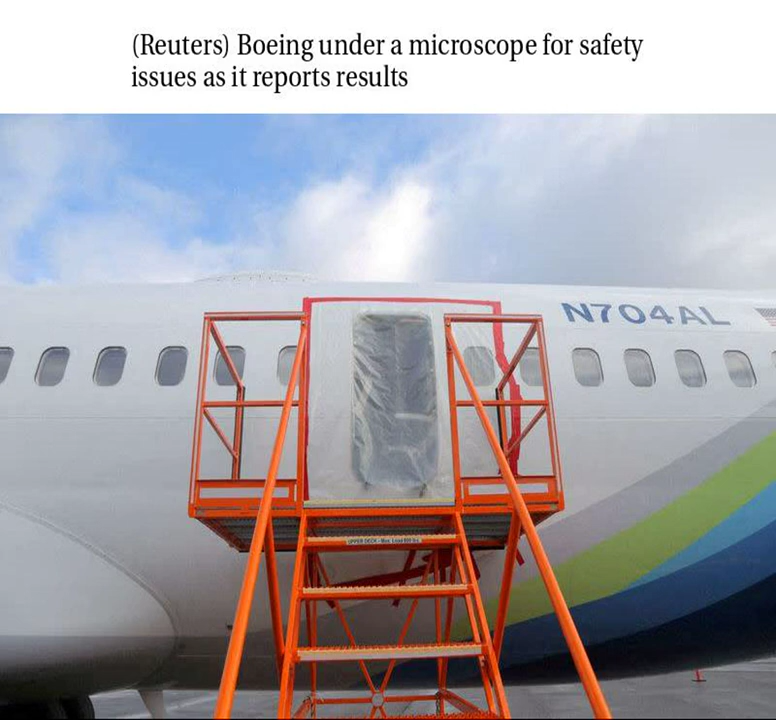 (Reuters) Boeing under a microscope for safety
issues as it reports results
N704AL